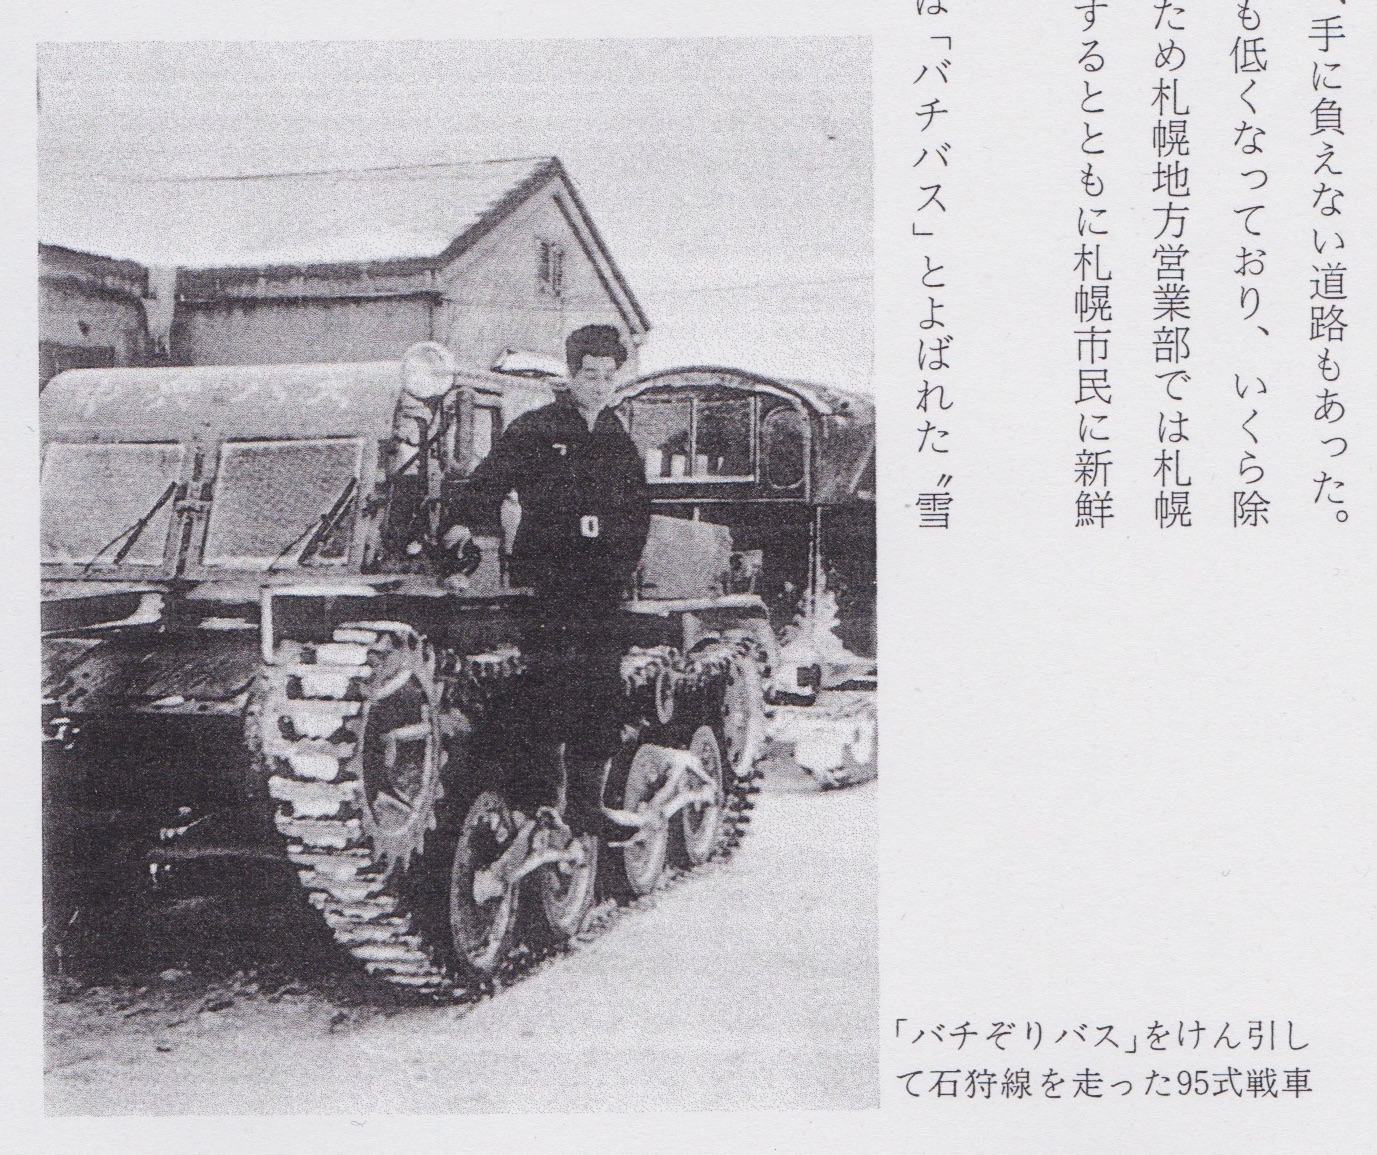 手に負えない道路もあった。
も低くなっており、いくら除
ため札幌地方営業部では札幌
するとともに札幌市民に新鮮
は「バチバス」とよばれた〝雪
「バチぞりバス」をけん引し
て石狩線を走った95式戦車